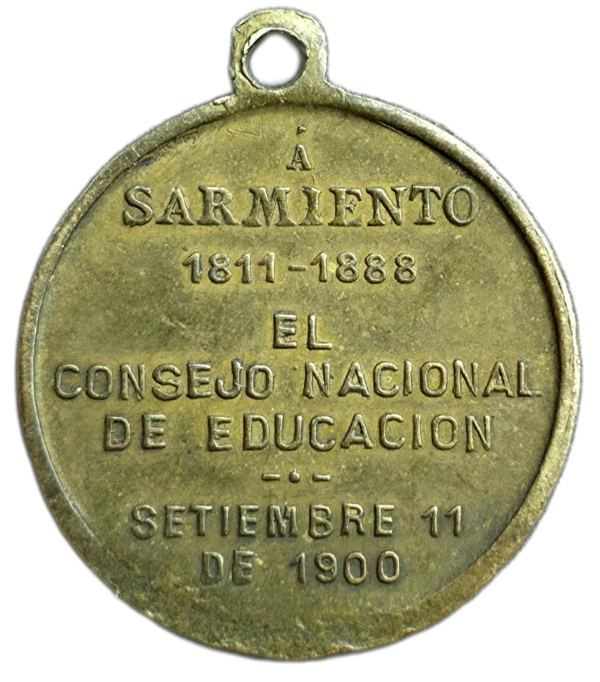 Á
SARMIENTO
1811-1888
EL
CONSEJO NACIONAL
DE EDUCACION
SETIEMBRE 11
DE 1900